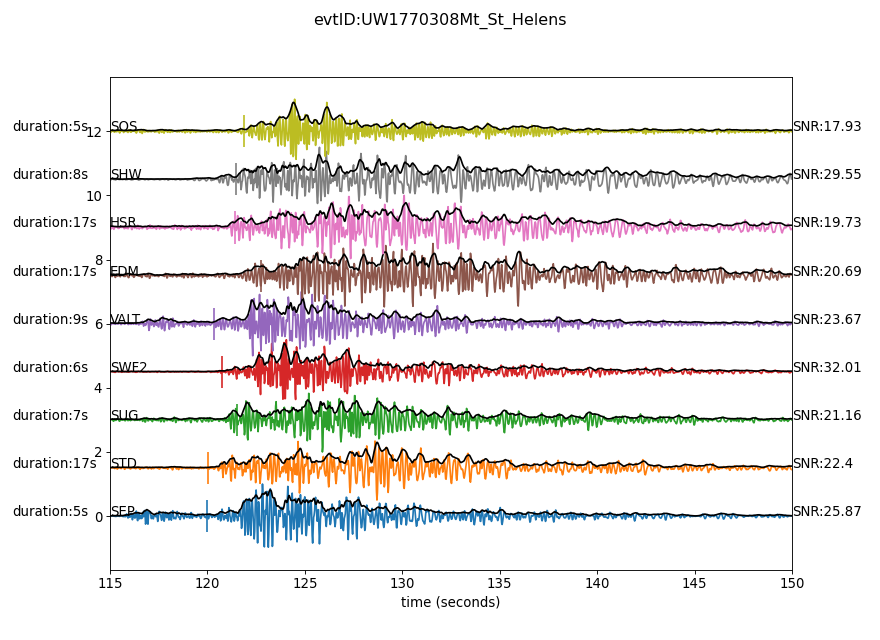 evtID:UW1770308Mt_St_Helens
duration:5s SOS SNR:17.93
12
duration:8s SHW SNR:29.55
10
duration:17s HSR SNR:19.73
8
duration:17s EDM SNR:20.69
duration:9s VALT SNR:23.67
6
duration:6s SWF2 SNR:32.01
4
duration:7s SUG SNR:21.16
2
duration:17s STD SNR:22.4
duration:5s SEP SNR:25.87
0
115 120 125 130 135 140 145 150
time (seconds)